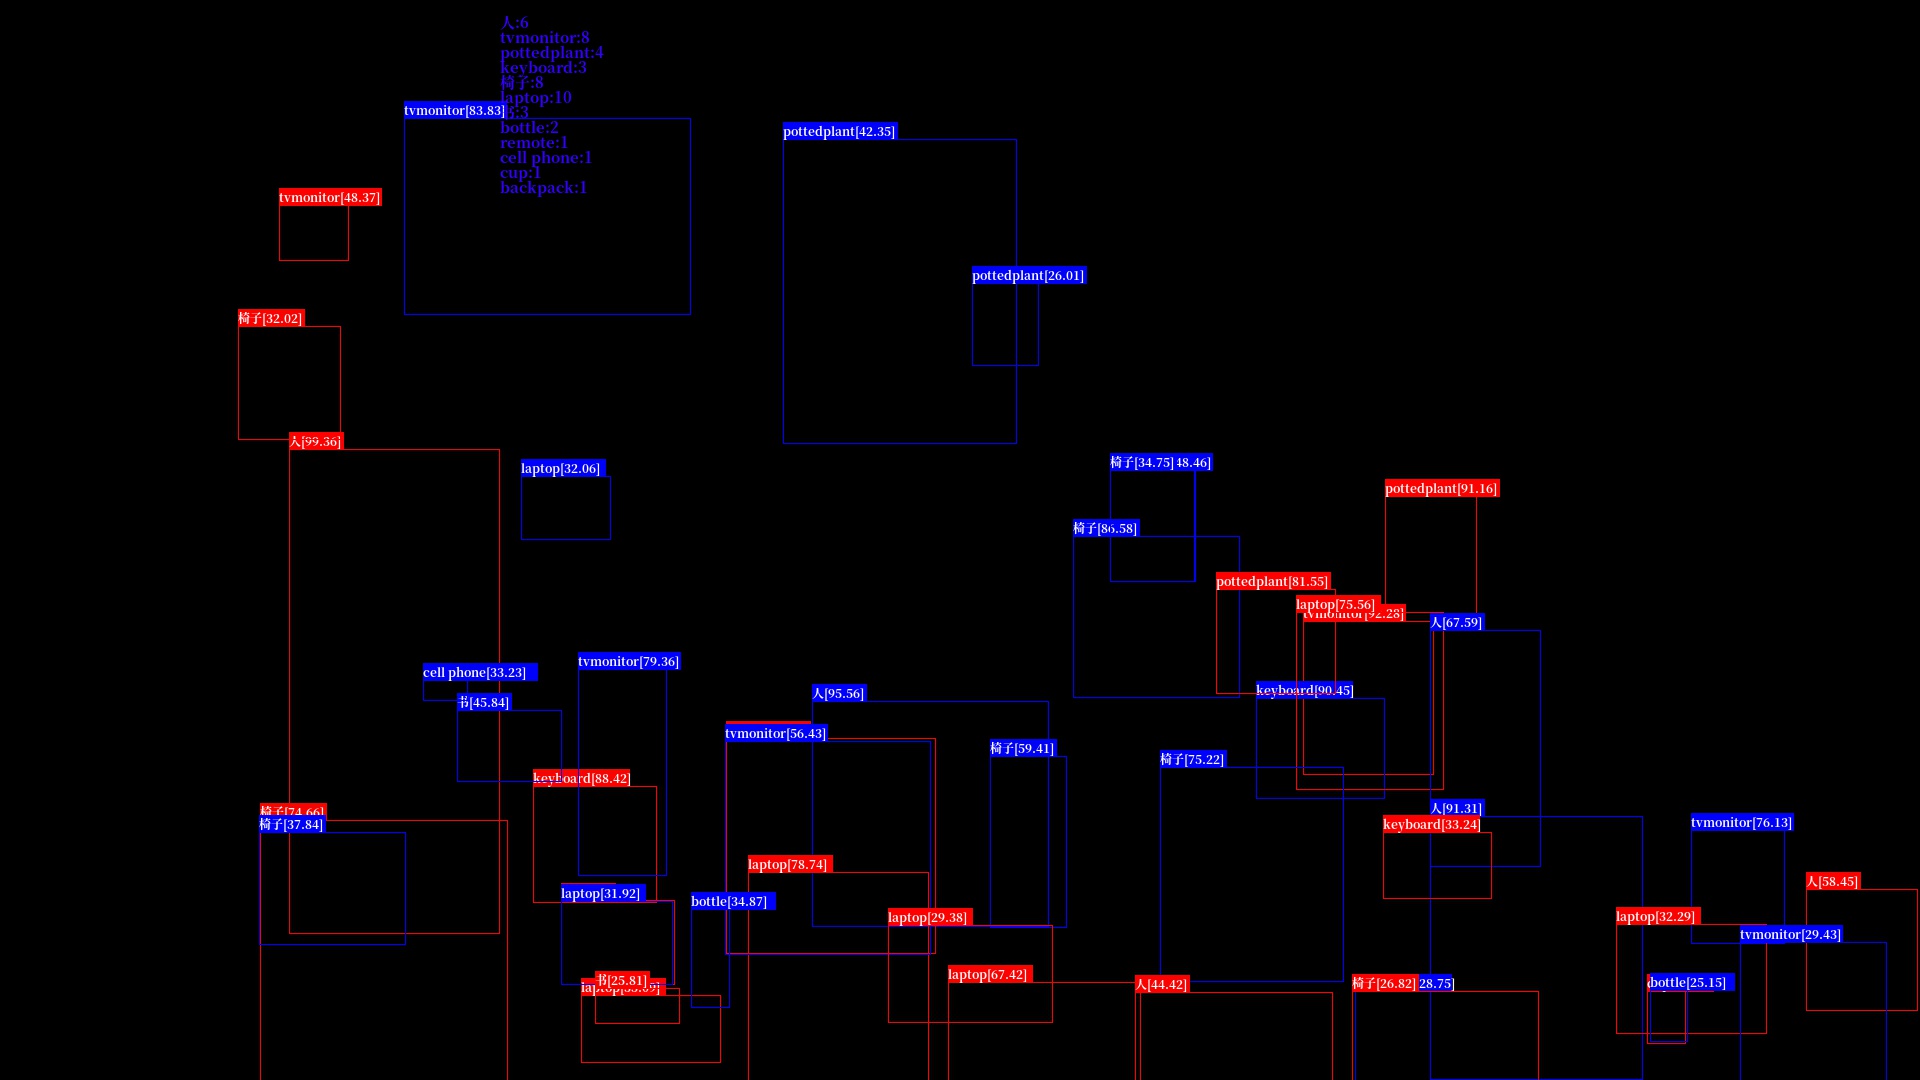 人:6
tvmonitor:8
pottedplant:4
keyboard:3
椅子:8
laptop:10
书:3
bottle:2
remote:1
cell phone:1
cup:1
backpack:1
tvmonitor[83.83]
pottedplant[42.35]
tvmonitor[48.37]
pottedplant[26.01]
椅子[32.02]
人[99.36]
laptop[32.06]
椅子[34.75]
48.46]
pottedplant[91.16]
椅子[86.58]
pottedplant[81.55]
laptop[75.56]
tvmonitor[92.28]
人[67.59]
cell phone[33.23]
tvmonitor[79.36]
keyboard[90.45]
人[95.56]
书[45.84]
tvmonitor[56.43]
椅子[59.41]
椅子[75.22]
keyboard[88.42]
人[91.31]
椅子[74.66]
椅子[37.84]
keyboard[33.24]
tvmonitor[76.13]
laptop[78.74]
人[58.45]
laptop[31.92]
bottle[34.87]
laptop[29.38]
laptop[32.29]
tvmonitor[29.43]
laptop[67.42]
书[25.81]
人[44.42]
椅子[26.82]
28.75]
bottle[25.15]